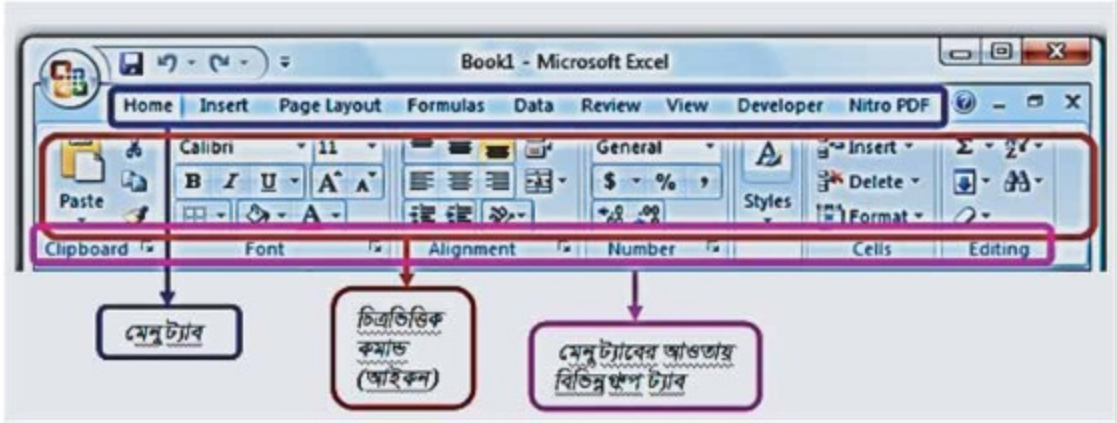 Book1 - Microsoft Excel
Home Insert Page Layout Formulas Data Review View Developer Nitro PDF
Calibri 11 General Insert
Paste B I U A A $ % , Styles Delete
A Format
Clipboard Font Alignment Number Cells Editing
মেনু ট্যাব
চিত্রভিত্তিক
কমান্ড
(আইকন)
মেনু ট্যাবের আওতায়
বিভিন্ন গ্রুপ ট্যাব